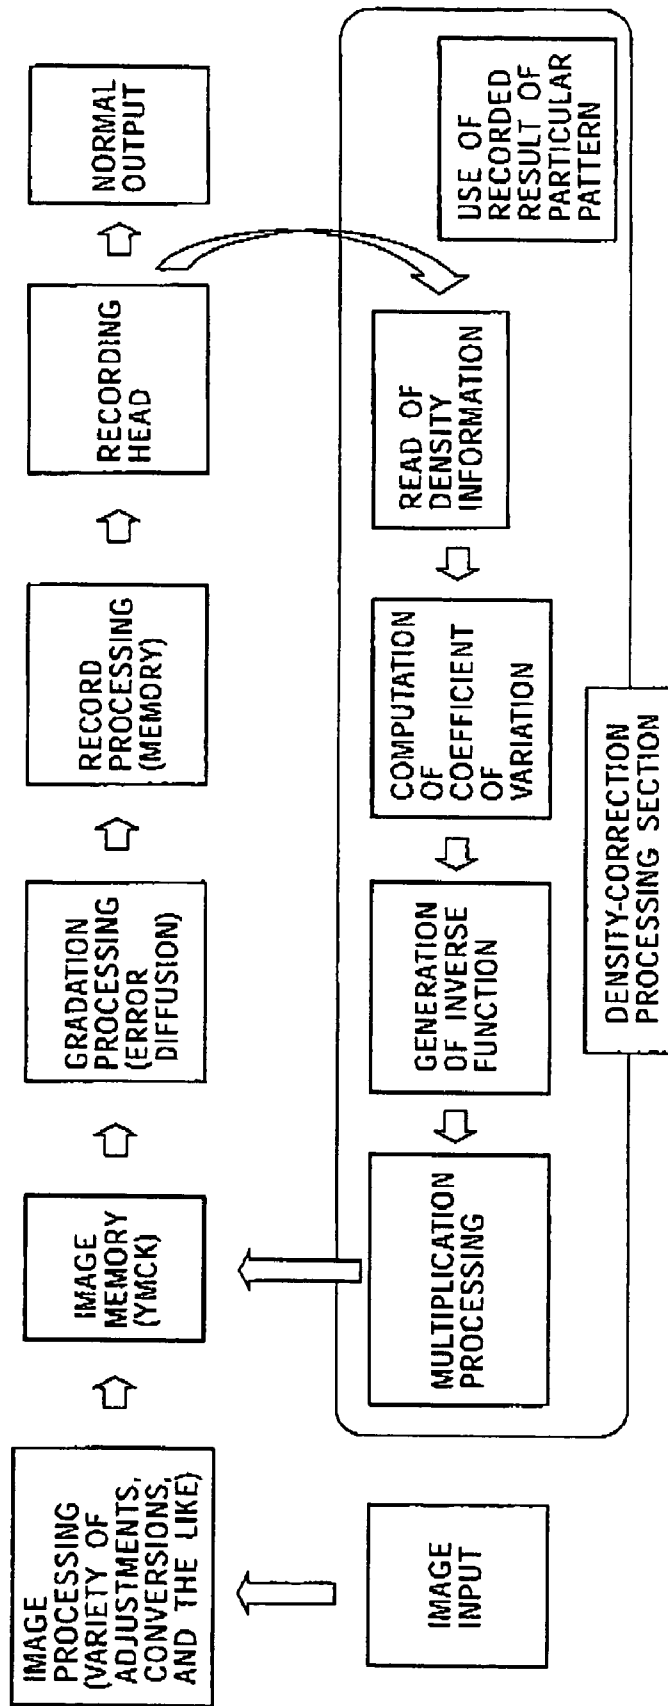 IMAGE
INPUT
IMAGE
PROCESSING
(VARIETY OF
ADJUSTMENTS,
CONVERSIONS,
AND THE LIKE)
IMAGE
MEMORY
(YMCK)
GRADATION
PROCESSING
(ERROR
DIFFUSION)
RECORD
PROCESSING
(MEMORY)
RECORDING
HEAD
NORMAL
OUTPUT
MULTIPLICATION
PROCESSING
GENERATION
OF INVERSE
FUNCTION
COMPUTATION
OF
COEFFICIENT
OF
VARIATION
READ OF
DENSITY
INFORMATION
USE OF
RECORDED
RESULT OF
PARTICULAR
PATTERN
DENSITY-CORRECTION
PROCESSING SECTION